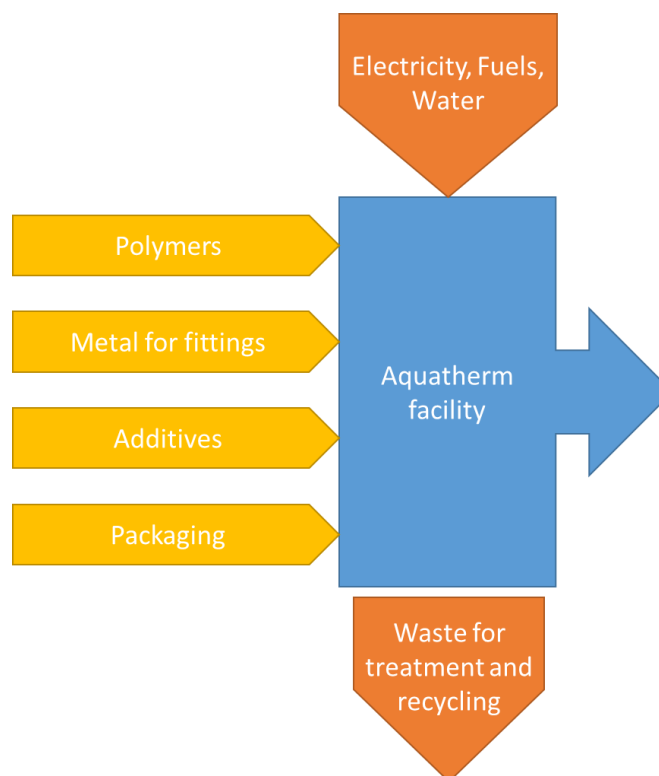 Electricity, Fuels,
Water
Polymers
Metal for fittings
Additives
Packaging
Aquatherm
facility
Waste for
treatment and
recycling